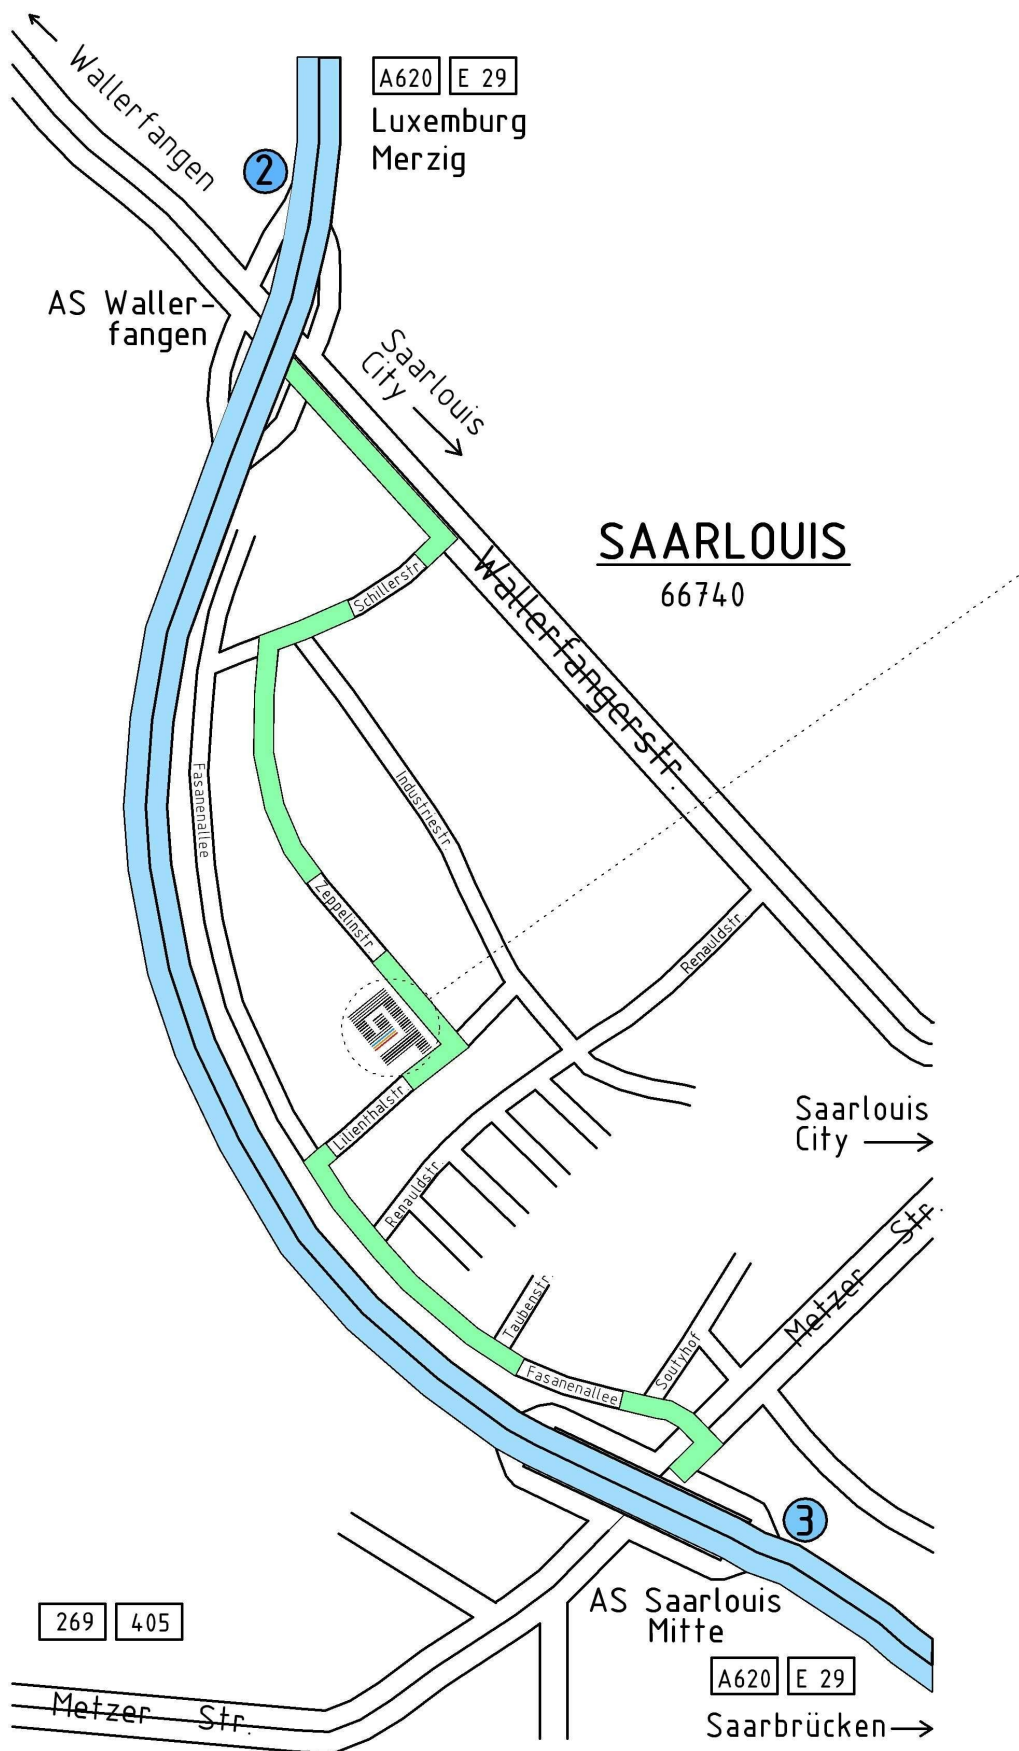 Wallerfangen
A620 E 29
Luxemburg
Merzig
2
AS Waller-
fangen
Saarlouis
City
SAARLOUIS
66740
Wallerfangerstr.
Schillerstr.
Fasanenallee
Industriestr.
Zeppelinstr
Renauldstr.
Lilienthalstr.
Renauldstr.
Saarlouis
City
Metzer Str.
Taubenstr.
Soutyhof
Fasanenallee
3
AS Saarlouis
Mitte
269 405
A620 E 29
Metzer Str.
Saarbrücken